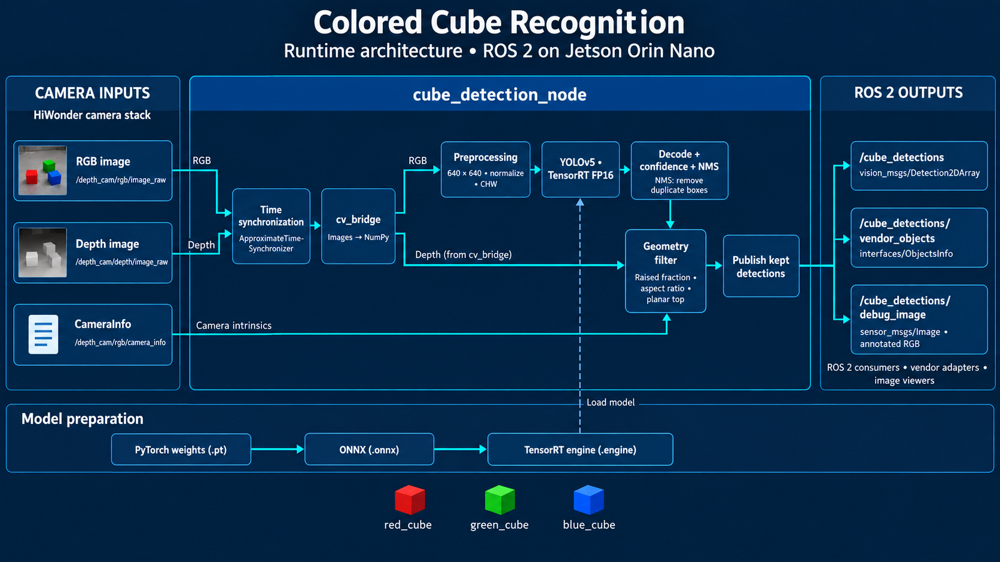 Colored Cube Recognition
Runtime architecture • ROS 2 on Jetson Orin Nano
CAMERA INPUTS
HiWonder camera stack
RGB image
/depth_cam/rgb/image_raw
Depth image
/depth_cam/depth/image_raw
CameraInfo
/depth_cam/rgb/camera_info
cube_detection_node
RGB
Depth
Camera intrinsics
Time
synchronization
ApproximateTime-
Synchronizer
cv_bridge
Images → NumPy
RGB
Depth (from cv_bridge)
Preprocessing
640 × 640 • normalize
• CHW
YOLOv5 •
TensorRT FP16
Decode +
confidence + NMS
NMS: remove
duplicate boxes
Geometry
filter
Raised fraction •
aspect ratio •
planar top
Publish kept
detections
ROS 2 OUTPUTS
/cube_detections
vision_msgs/Detection2DArray
/cube_detections/
vendor_objects
interfaces/ObjectsInfo
/cube_detections/
debug_image
sensor_msgs/Image •
annotated RGB
ROS 2 consumers • vendor adapters •
image viewers
Load model
Model preparation
PyTorch weights (.pt)
ONNX (.onnx)
TensorRT engine (.engine)
red_cube
green_cube
blue_cube